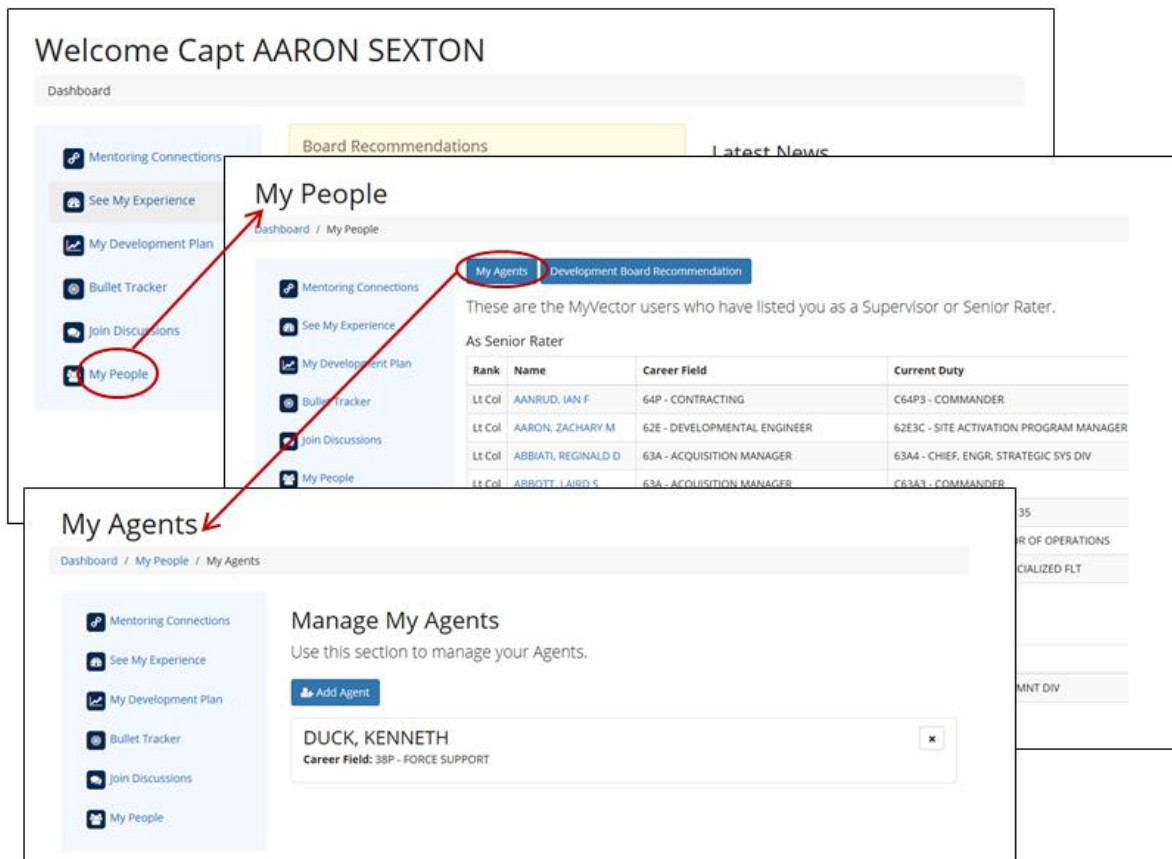 Welcome Capt AARON SEXTON
Dashboard
Mentoring Connections
See My Experience
My Development Plan
Bullet Tracker
Join Discussions
My People
Board Recommendations
Latest News
My People
Dashboard / My People
Mentoring Connections
See My Experience
My Development Plan
Bullet Tracker
Join Discussions
My People
My Agents Development Board Recommendation
These are the MyVector users who have listed you as a Supervisor or Senior Rater.
As Senior Rater
Rank Name Career Field Current Duty
Lt Col AANRUD, IAN F 64P - CONTRACTING C64P3 - COMMANDER
Lt Col AARON, ZACHARY M 62E - DEVELOPMENTAL ENGINEER 62E3C - SITE ACTIVATION PROGRAM MANAGER
Lt Col ABBIATI, REGINALD D 63A - ACQUISITION MANAGER 63A4 - CHIEF, ENGR, STRATEGIC SYS DIV
Lt Col ABBOTT, LAIRD S 63A - ACQUISITION MANAGER C63A3 - COMMANDER
35
OR OF OPERATIONS
CIALIZED FLT
MNT DIV
My Agents
Dashboard / My People / My Agents
Mentoring Connections
See My Experience
My Development Plan
Bullet Tracker
Join Discussions
My People
Manage My Agents
Use this section to manage your Agents.
Add Agent
DUCK, KENNETH
Career Field: 38P - FORCE SUPPORT